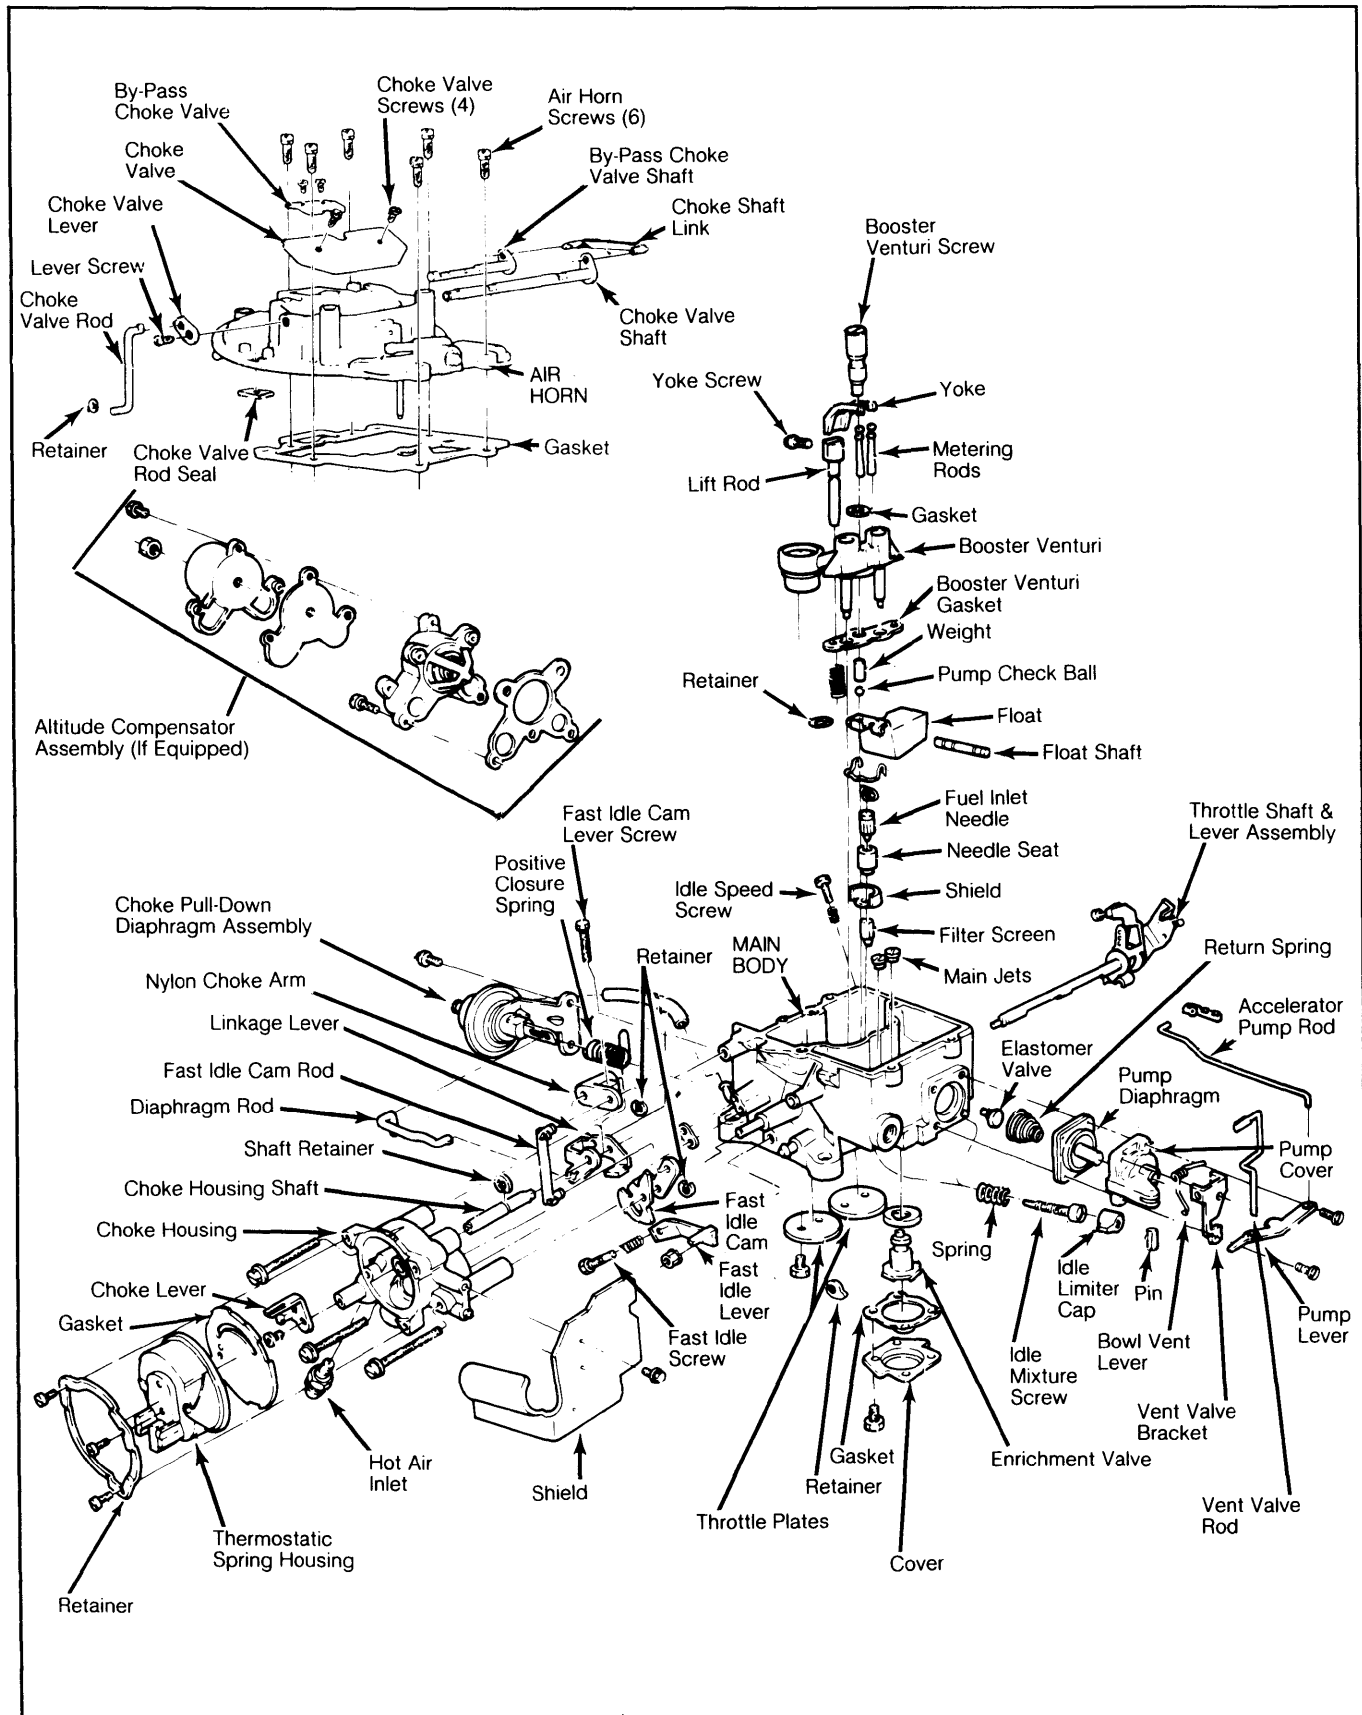 By-Pass
Choke Valve
Choke Valve
Screws (4)
Air Horn
Screws (6)
Choke
Valve
By-Pass Choke
Valve Shaft
Choke Valve
Lever
Choke Shaft
Link
Booster
Venturi Screw
Lever Screw
Choke
Valve Rod
Choke Valve
Shaft
AIR
HORN
Yoke Screw
Yoke
Retainer
Choke Valve
Rod Seal
Gasket
Metering
Rods
Lift Rod
Gasket
Booster Venturi
Booster Venturi
Gasket
Weight
Retainer
Pump Check Ball
Float
Float Shaft
Altitude Compensator
Assembly (If Equipped)
Fast Idle Cam
Lever Screw
Fuel Inlet
Needle
Throttle Shaft &
Lever Assembly
Positive
Closure
Spring
Needle Seat
Idle Speed
Screw
Shield
Choke Pull-Down
Diaphragm Assembly
Filter Screen
MAIN
BODY
Retainer
Return Spring
Main Jets
Nylon Choke Arm
Linkage Lever
Accelerator
Pump Rod
Elastomer
Valve
Fast Idle Cam Rod
Pump
Diaphragm
Diaphragm Rod
Shaft Retainer
Pump
Cover
Choke Housing Shaft
Fast
Idle
Cam
Choke Housing
Spring
Choke Lever
Fast
Idle
Lever
Idle
Limiter
Cap
Pin
Gasket
Pump
Lever
Fast Idle
Screw
Bowl Vent
Lever
Idle
Mixture
Screw
Vent Valve
Bracket
Hot Air
Inlet
Gasket
Enrichment Valve
Shield
Retainer
Vent Valve
Rod
Throttle Plates
Thermostatic
Spring Housing
Cover
Retainer